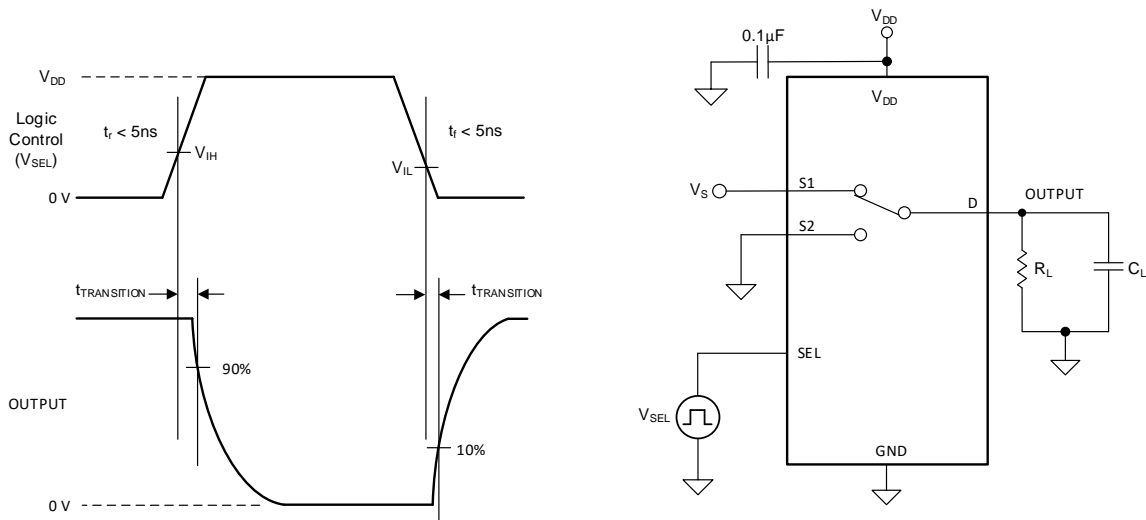 V_DD
Logic
Control
(V_SEL)
t_r < 5ns
V_IH
V_IL
t_f < 5ns
0 V
t_TRANSITION
t_TRANSITION
90%
OUTPUT
10%
0 V
V_DD
0.1µF
V_DD
V_S
S1
D
OUTPUT
S2
R_L
C_L
SEL
V_SEL
GND